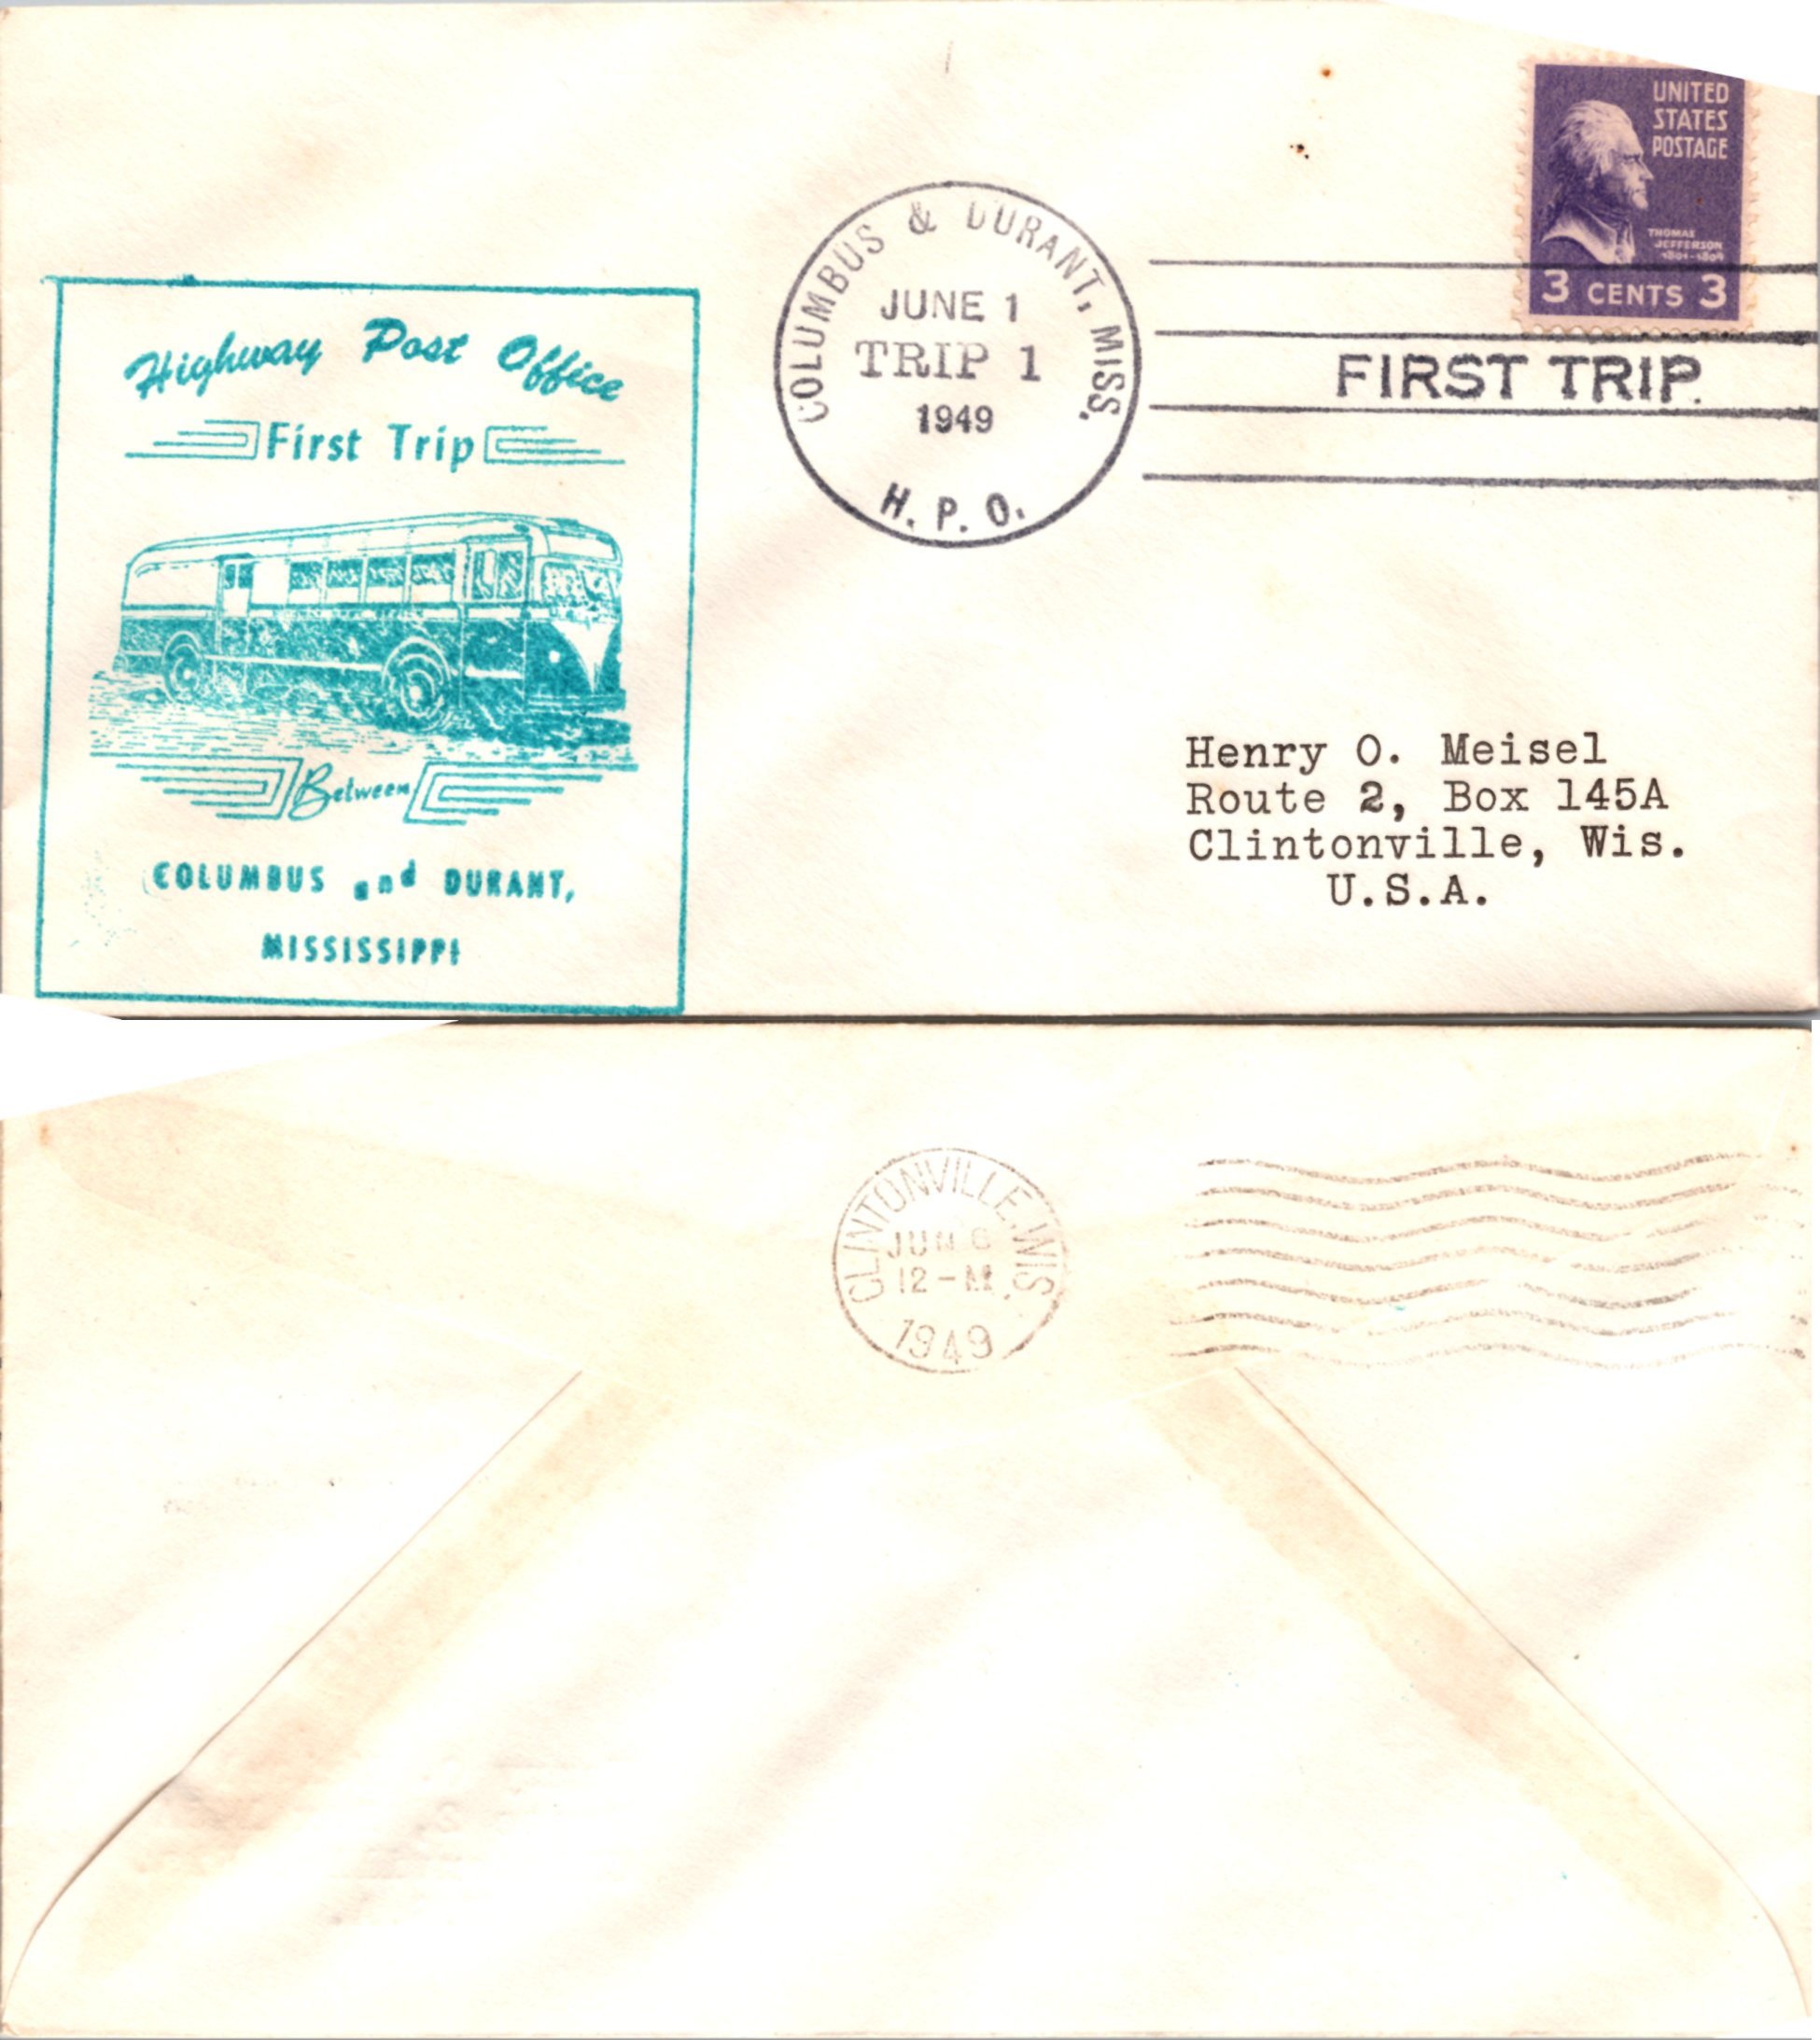 UNITED
STATES
POSTAGE
THOMAS
JEFFERSON
1801-1809
3 CENTS 3
COLUMBUS & DURANT, MISS.
JUNE 1
TRIP 1
1949
H. P. O.
FIRST TRIP.
Highway Post Office
First Trip
Between
COLUMBUS and DURANT,
MISSISSIPPI
Henry O. Meisel
Route 2, Box 145A
Clintonville, Wis.
U.S.A.
CLINTONVILLE, WIS.
JUN 6
12-M
1949